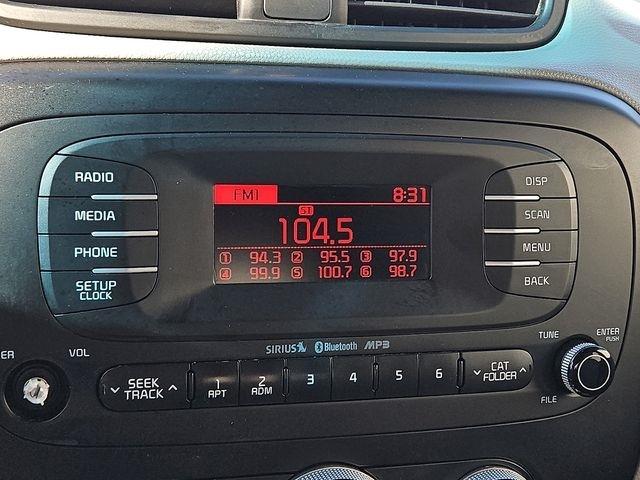 RADIO
MEDIA
PHONE
SETUP
CLOCK
FM1 8:31
ST
104.5
1 94.3 2 95.5 3 97.9
4 99.9 5 100.7 6 98.7
DISP
SCAN
MENU
BACK
SIRIUS Bluetooth MP3
VOL
SEEK
TRACK
1
RPT
2
RDM
3
4
5
6
CAT
FOLDER
TUNE
ENTER
PUSH
FILE